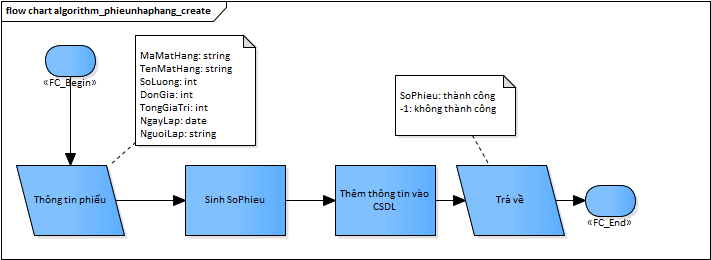 flow chart algorithm_phieunhaphang_create
MaMatHang: string
TenMatHang: string
SoLuong: int
DonGia: int
TongGiaTri: int
NgayLap: date
NguoiLap: string
SoPhieu: thành công
-1: không thành công
«FC_Begin»
Thông tin phiếu
Sinh SoPhieu
Thêm thông tin vào
CSDL
Trả về
«FC_End»